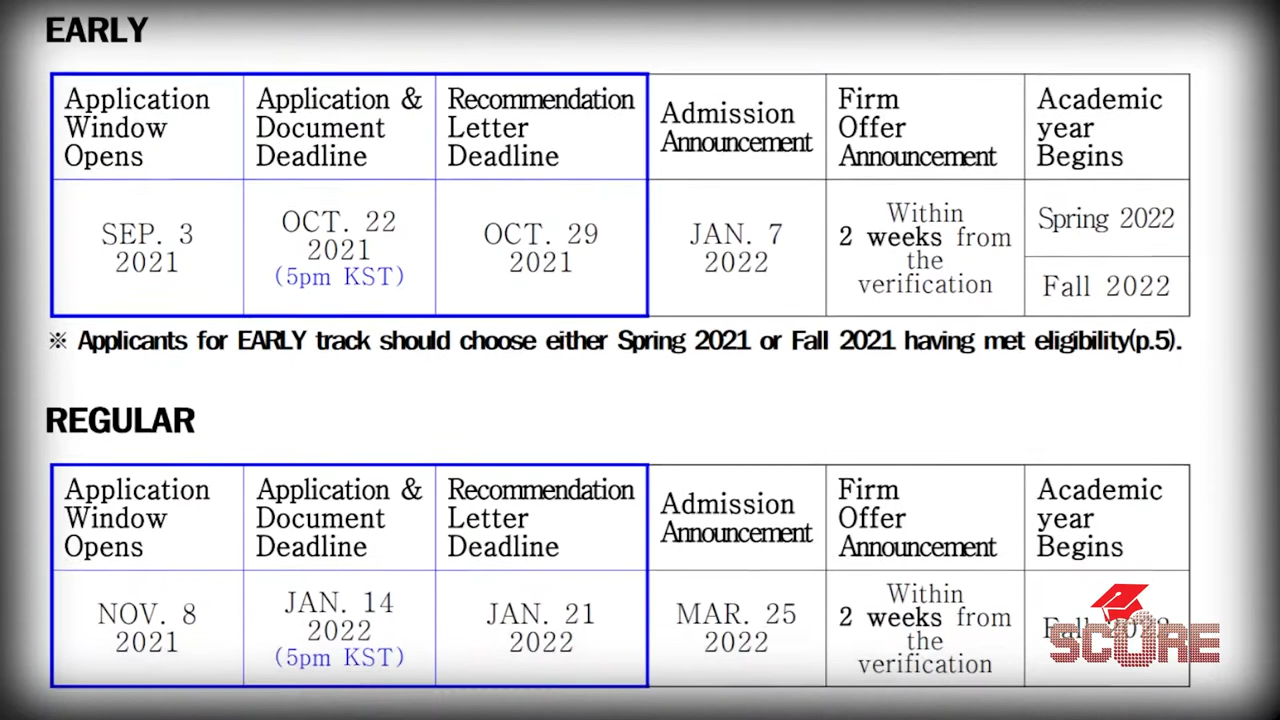 EARLY
Application Window Opens
Application & Document Deadline
Recommendation Letter Deadline
Admission Announcement
Firm Offer Announcement
Academic year Begins
SEP. 3 2021
OCT. 22 2021 (5pm KST)
OCT. 29 2021
JAN. 7 2022
Within 2 weeks from the verification
Spring 2022
Fall 2022
※ Applicants for EARLY track should choose either Spring 2021 or Fall 2021 having met eligibility(p.5).
REGULAR
Application Window Opens
Application & Document Deadline
Recommendation Letter Deadline
Admission Announcement
Firm Offer Announcement
Academic year Begins
NOV. 8 2021
JAN. 14 2022 (5pm KST)
JAN. 21 2022
MAR. 25 2022
Within 2 weeks from the verification
Fall 2022
SCORE